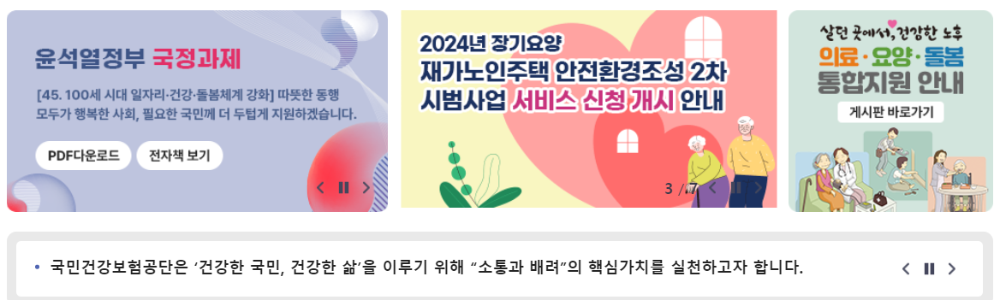 윤석열정부 국정과제
[45. 100세 시대 일자리·건강·돌봄체계 강화] 따뜻한 동행
모두가 행복한 사회, 필요한 국민께 더 두텁게 지원하겠습니다.
PDF다운로드 전자책 보기
2024년 장기요양
재가노인주택 안전환경조성 2차
시범사업 서비스 신청 개시 안내
3 / 7
살던 곳에서, 건강한 노후
의료·요양·돌봄
통합지원 안내
게시판 바로가기
• 국민건강보험공단은 ‘건강한 국민, 건강한 삶’을 이루기 위해 “소통과 배려”의 핵심가치를 실천하고자 합니다.